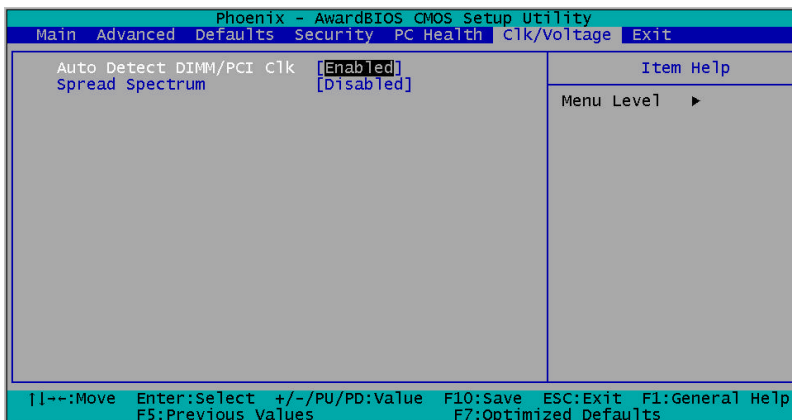 Phoenix - AwardBIOS CMOS Setup Utility
Main Advanced Defaults Security PC Health Clk/Voltage Exit
Auto Detect DIMM/PCI Clk [Enabled]
Spread Spectrum [Disabled]
Item Help
Menu Level ▶
↑↓→←:Move Enter:Select +/-/PU/PD:Value F10:Save ESC:Exit F1:General Help
F5:Previous Values F7:Optimized Defaults